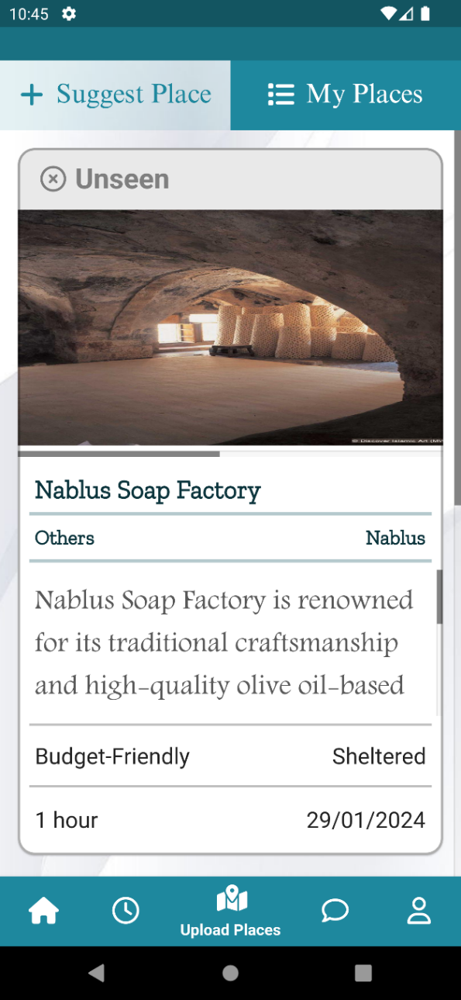 10:45
Suggest Place
My Places
Unseen
© Discover Islamic Art (MW
Nablus Soap Factory
Others
Nablus
Nablus Soap Factory is renowned
for its traditional craftsmanship
and high-quality olive oil-based
Budget-Friendly
Sheltered
1 hour
29/01/2024
Upload Places